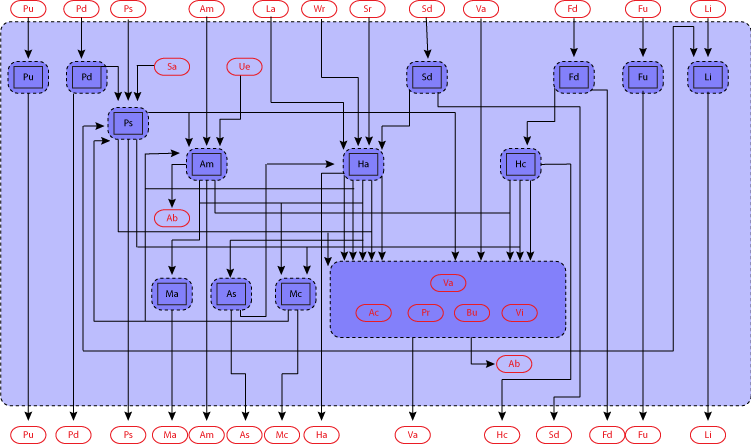 Pu Pd Ps Am La Wr Sr Sd Va Fd Fu Li
Sa Ue
Pu Pd Sd Fd Fu Li
Ps
Am Ha Hc
Ab
Va
Ma As Mc
Ac Pr Bu Vi
Ab
Pu Pd Ps Ma Am As Mc Ha Va Hc Sd Fd Fu Li